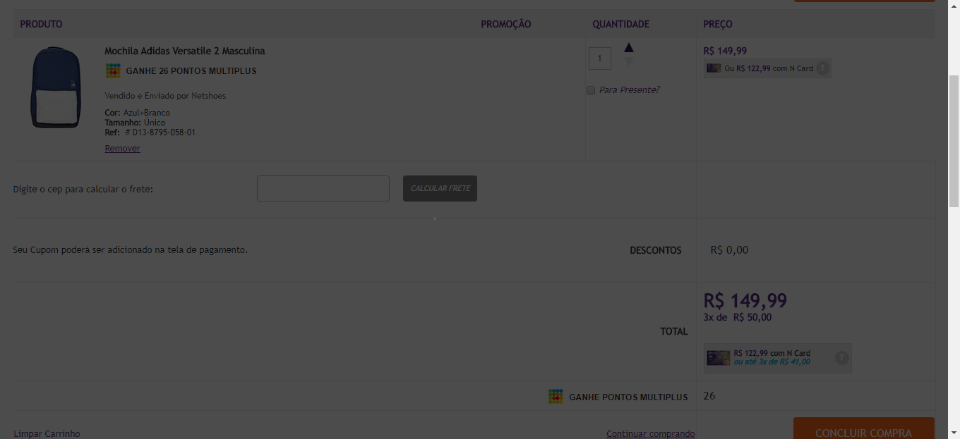 PRODUTO PROMOÇÃO QUANTIDADE PREÇO
Mochila Adidas Versatile 2 Masculina
GANHE 26 PONTOS MULTIPLUS
Vendido e Enviado por Netshoes
Cor: Azul+Branco
Tamanho: Único
Ref: # D13-8795-058-01
Remover
1
Para Presente?
R$ 149,99
Ou R$ 122,99 com N Card ?
Digite o cep para calcular o frete: CALCULAR FRETE
Seu Cupom poderá ser adicionado na tela de pagamento. DESCONTOS R$ 0,00
TOTAL
R$ 149,99
3x de R$ 50,00
R$ 122,99 com N Card
ou até 3x de R$ 41,00
?
GANHE PONTOS MULTIPLUS 26
Limpar Carrinho Continuar comprando CONCLUIR COMPRA